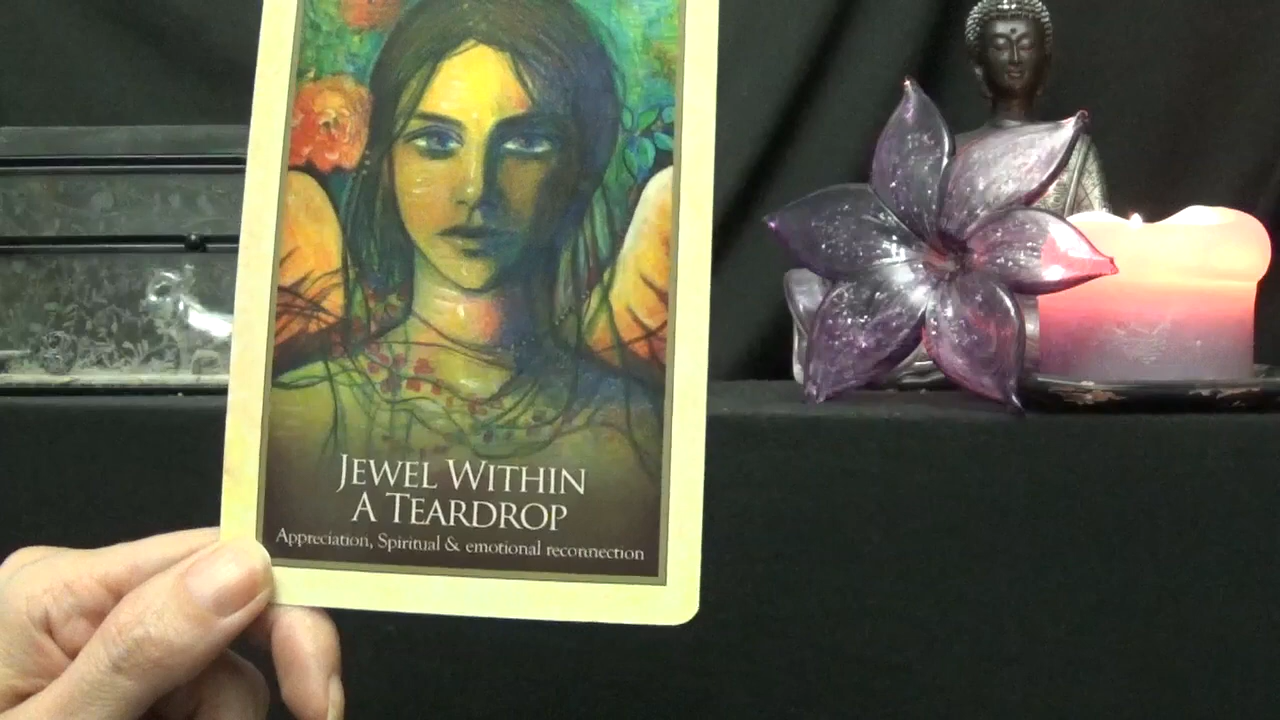 JEWEL WITHIN
A TEARDROP
Appreciation, Spiritual & emotional reconnection